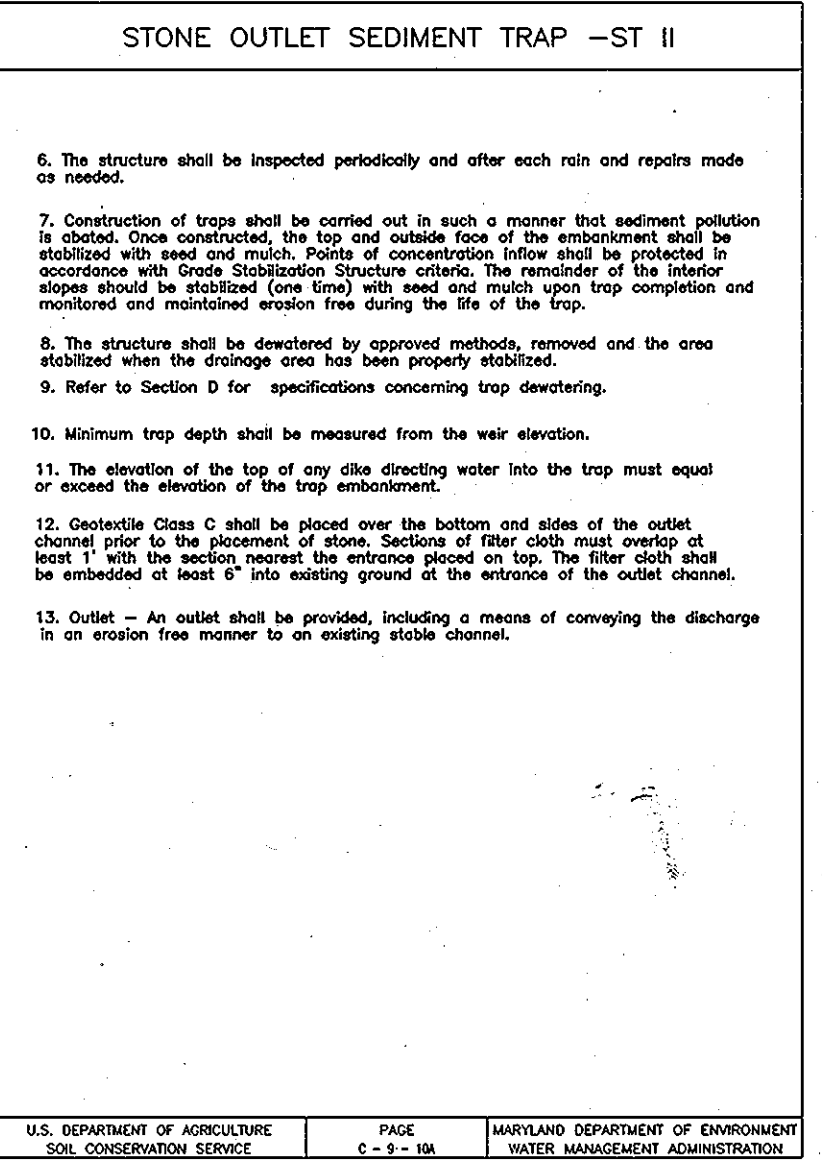 STONE OUTLET SEDIMENT TRAP —ST II
6. The structure shall be inspected periodically and after each rain and repairs made
as needed.
7. Construction of traps shall be carried out in such a manner that sediment pollution
is abated. Once constructed, the top and outside face of the embankment shall be
stabilized with seed and mulch. Points of concentration inflow shall be protected in
accordance with Grade Stabilization Structure criteria. The remainder of the interior
slopes should be stabilized (one time) with seed and mulch upon trap completion and
monitored and maintained erosion free during the life of the trap.
8. The structure shall be dewatered by approved methods, removed and the area
stabilized when the drainage area has been properly stabilized.
9. Refer to Section D for specifications concerning trap dewatering.
10. Minimum trap depth shall be measured from the weir elevation.
11. The elevation of the top of any dike directing water into the trap must equal
or exceed the elevation of the trap embankment.
12. Geotextile Class C shall be placed over the bottom and sides of the outlet
channel prior to the placement of stone. Sections of filter cloth must overlap at
least 1' with the section nearest the entrance placed on top. The filter cloth shall
be embedded at least 6" into existing ground at the entrance of the outlet channel.
13. Outlet — An outlet shall be provided, including a means of conveying the discharge
in an erosion free manner to an existing stable channel.
U.S. DEPARTMENT OF AGRICULTURE
SOIL CONSERVATION SERVICE
PAGE
C - 9 - 10A
MARYLAND DEPARTMENT OF ENVIRONMENT
WATER MANAGEMENT ADMINISTRATION